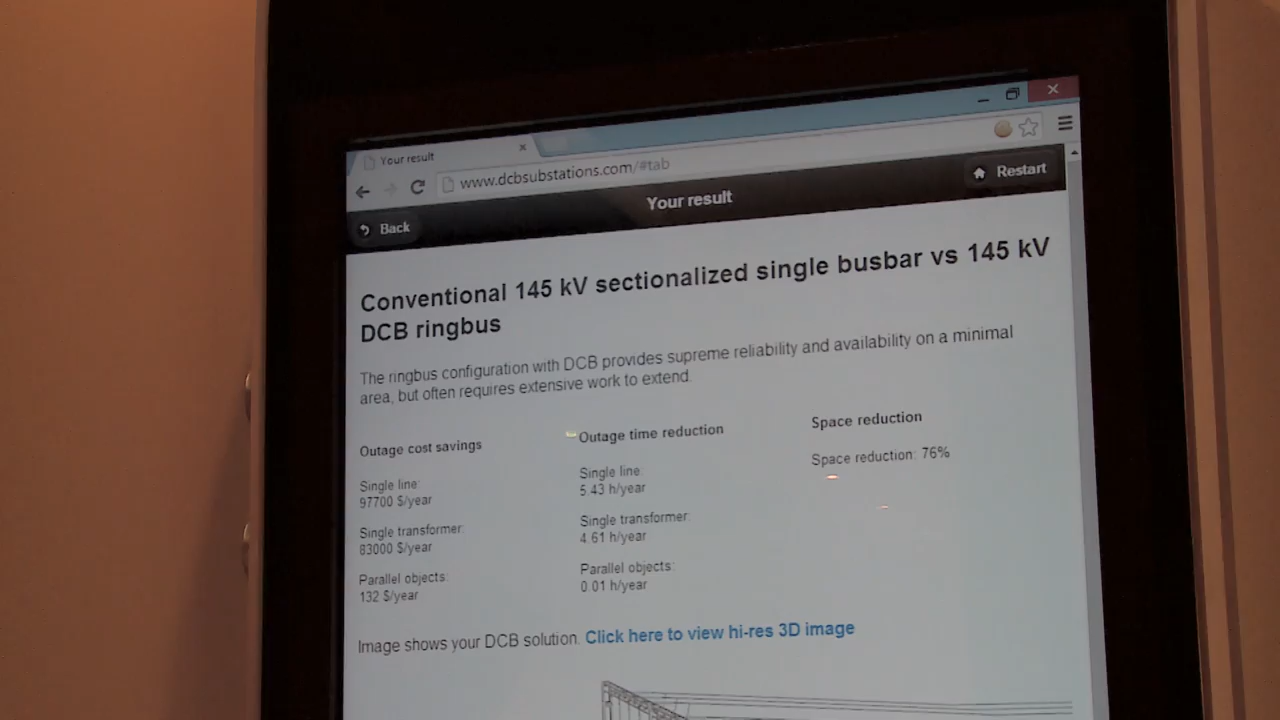 Your result
www.dcbsubstations.com/#tab
Back
Your result
Restart
Conventional 145 kV sectionalized single busbar vs 145 kV
DCB ringbus
The ringbus configuration with DCB provides supreme reliability and availability on a minimal
area, but often requires extensive work to extend.
Outage cost savings
Single line:
97700 $/year
Single transformer:
83000 $/year
Parallel objects:
132 $/year
Outage time reduction
Single line:
5.43 h/year
Single transformer:
4.61 h/year
Parallel objects:
0.01 h/year
Space reduction
Space reduction: 76%
Image shows your DCB solution. Click here to view hi-res 3D image